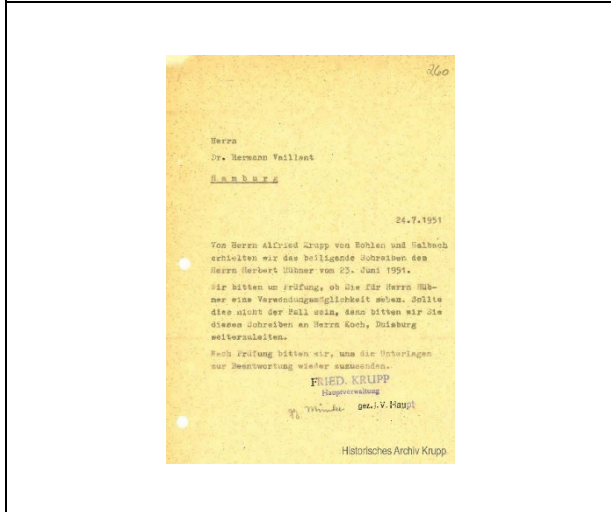 260
Herrn
Dr. Hermann Vaillant
Hamburg
24.7.1951
Von Herrn Alfried Krupp von Bohlen und Halbach
erhielten wir das beiligende Schreiben des
Herrn Herbert Hübner vom 23. Juni 1951.
Wir bitten um Prüfung, ob Sie für Herrn Hüb-
ner eine Verwendungsmöglichkeit sehen. Sollte
dies nicht der Fall sein, dann bitten wir Sie
dieses Schreiben an Herrn Koch, Duisburg
weiterzuleiten.
Nach Prüfung bitten wir, uns die Unterlagen
zur Beantwortung wieder zuzusenden.
FRIED. KRUPP
Hauptverwaltung
gez. i.V. Haupt
Historisches Archiv Krupp